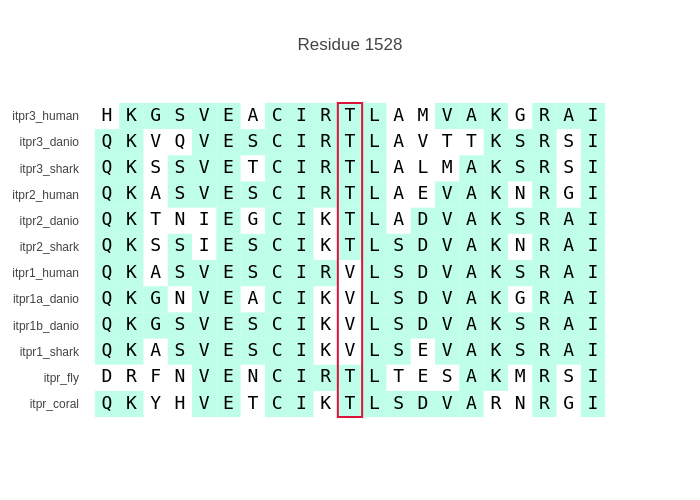 Residue 1528
itpr3_human H K G S V E A C I R T L A M V A K G R A I
itpr3_danio Q K V Q V E S C I R T L A V T T K S R S I
itpr3_shark Q K S S V E T C I R T L A L M A K S R S I
itpr2_human Q K A S V E S C I R T L A E V A K N R G I
itpr2_danio Q K T N I E G C I K T L A D V A K S R A I
itpr2_shark Q K S S I E S C I K T L S D V A K N R A I
itpr1_human Q K A S V E S C I R V L S D V A K S R A I
itpr1a_danio Q K G N V E A C I K V L S D V A K G R A I
itpr1b_danio Q K G S V E S C I K V L S D V A K S R A I
itpr1_shark Q K A S V E S C I K V L S E V A K S R A I
itpr_fly D R F N V E N C I R T L T E S A K M R S I
itpr_coral Q K Y H V E T C I K T L S D V A R N R G I